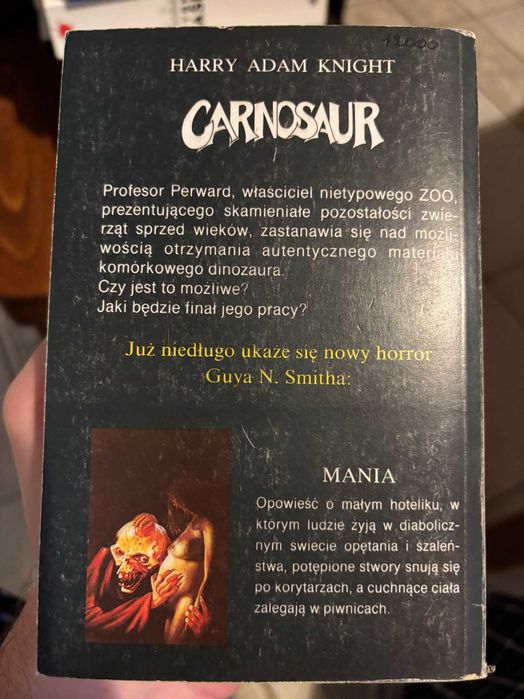 12000
HARRY ADAM KNIGHT
CARNOSAUR
Profesor Perward, właściciel nietypowego ZOO,
prezentującego skamieniałe pozostałości zwie-
rząt sprzed wieków, zastanawia się nad możli-
wością otrzymania autentycznego materiału
komórkowego dinozaura.
Czy jest to możliwe?
Jaki będzie finał jego pracy?
Już niedługo ukaże się nowy horror
Guya N. Smitha:
MANIA
Opowieść o małym hoteliku, w
którym ludzie żyją w diabolicz-
nym świecie opętania i szaleń-
stwa, potępione stwory snują się
po korytarzach, a cuchnące ciała
zalegają w piwnicach.